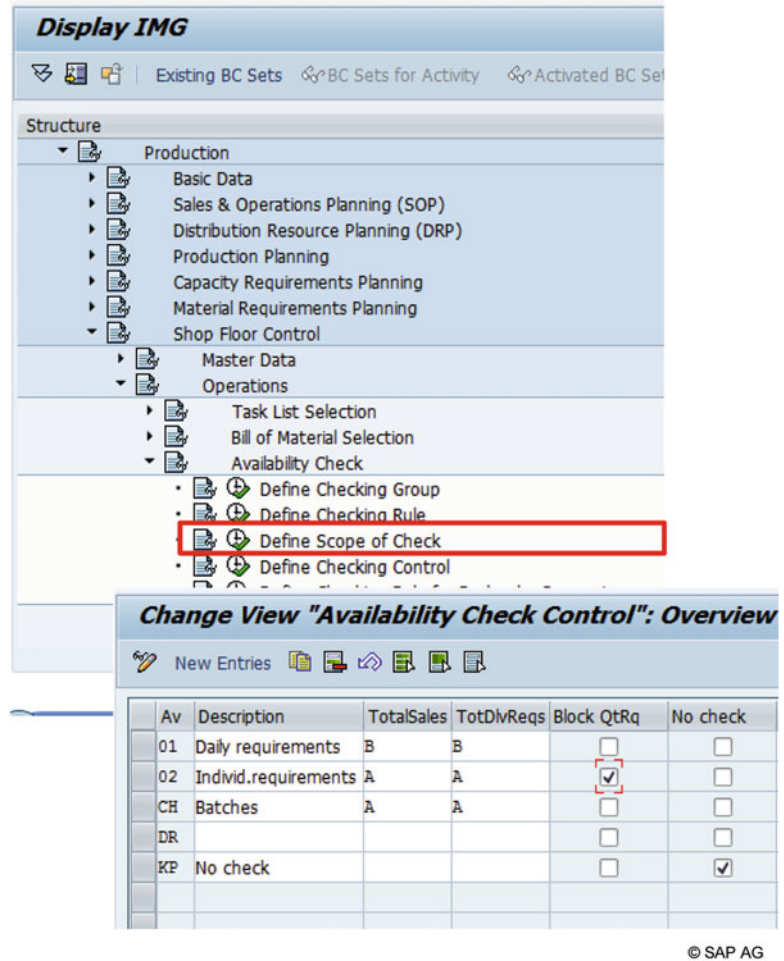 Display IMG
Existing BC Sets BC Sets for Activity Activated BC Set
Structure
Production
Basic Data
Sales & Operations Planning (SOP)
Distribution Resource Planning (DRP)
Production Planning
Capacity Requirements Planning
Material Requirements Planning
Shop Floor Control
Master Data
Operations
Task List Selection
Bill of Material Selection
Availability Check
Define Checking Group
Define Checking Rule
Define Scope of Check
Define Checking Control
Change View "Availability Check Control": Overview
New Entries
Av Description TotalSales TotDlvReqs Block QtRq No check
01 Daily requirements B B
02 Individ.requirements A A
CH Batches A A
DR
KP No check
© SAP AG